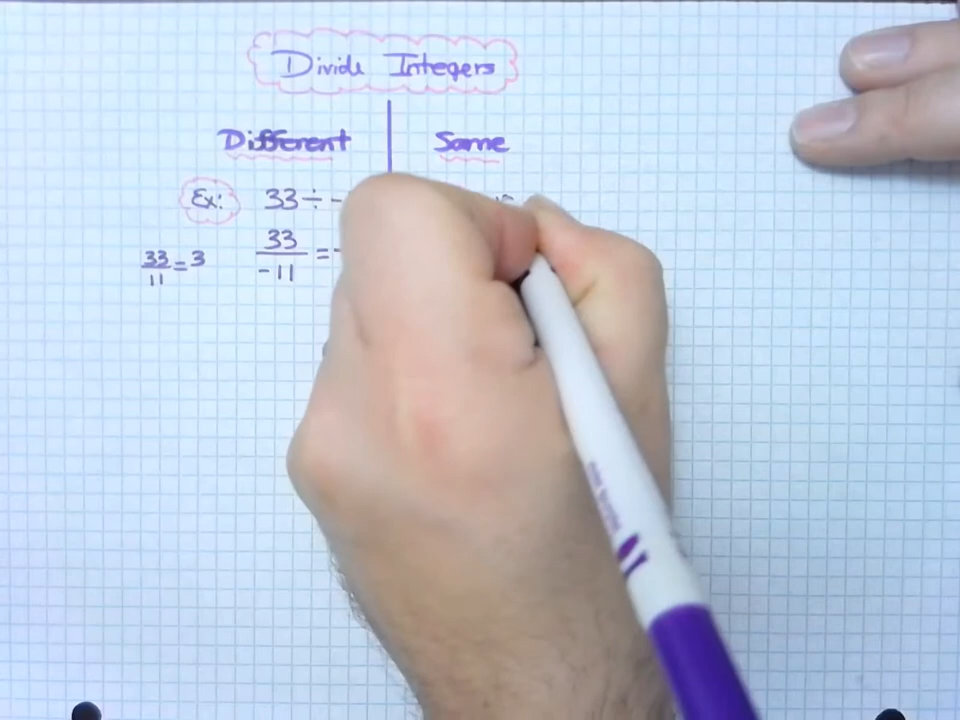 Divide Integers
Different Same
Ex: 33 ÷ -
33/11 = 3 33/-11 = -